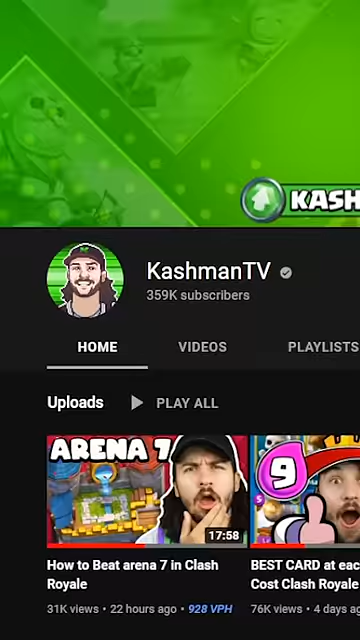 KASH
KashmanTV
359K subscribers
HOME VIDEOS PLAYLISTS
Uploads PLAY ALL
ARENA 7
9
17:58
How to Beat arena 7 in Clash
Royale
31K views • 22 hours ago • 928 VPH
BEST CARD at eac
Cost Clash Royale
76K views • 4 days ag